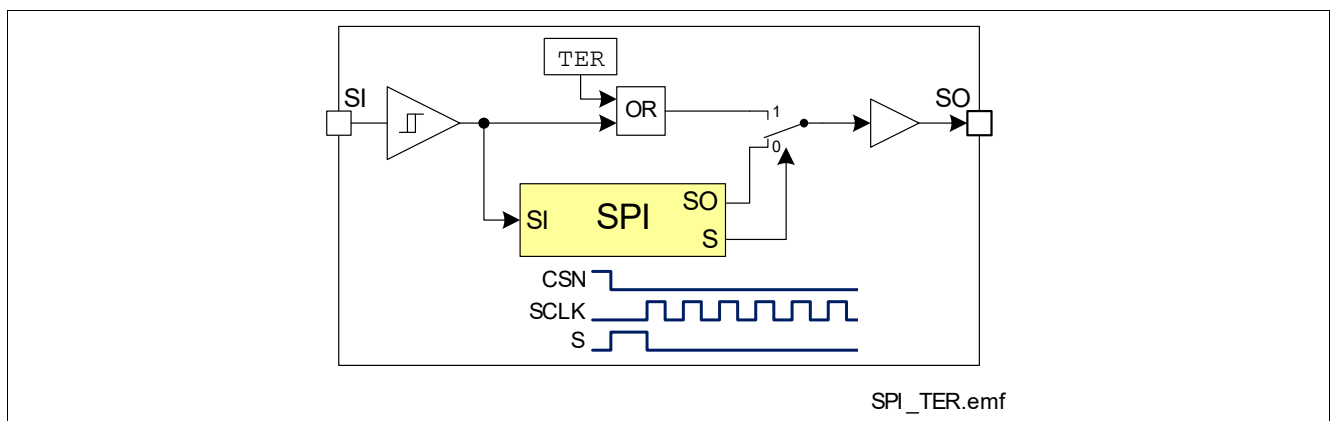 TER
SI
OR
1
SO
0
SI
SPI
SO
S
CSN
SCLK
S
SPI_TER.emf